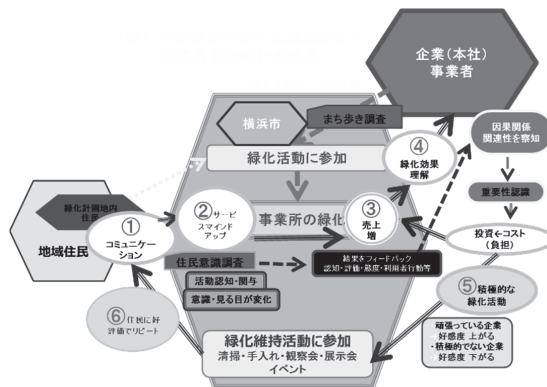 企業（本社）
事業者
横浜市
まち歩き調査
緑化活動に参加
因果関係
関連性を察知
④
緑化効果
理解
重要性認識
緑化計画地内
住民
地域住民
①
コミュニケー
ション
②サービ
スマインド
アップ
事業所の緑化
③
売上
増
投資←コスト
（負担）
住民意識調査
結果をフィードバック
認知・評価・態度・利用者行動等
活動認知・関与
意識・見る目が変化
⑤積極的な
緑化活動
⑥住民に好
評価でリピート
・頑張っている企業
好感度 上がる
・積極的でない企業
好感度 下がる
緑化維持活動に参加
清掃・手入れ・観察会・展示会
イベント